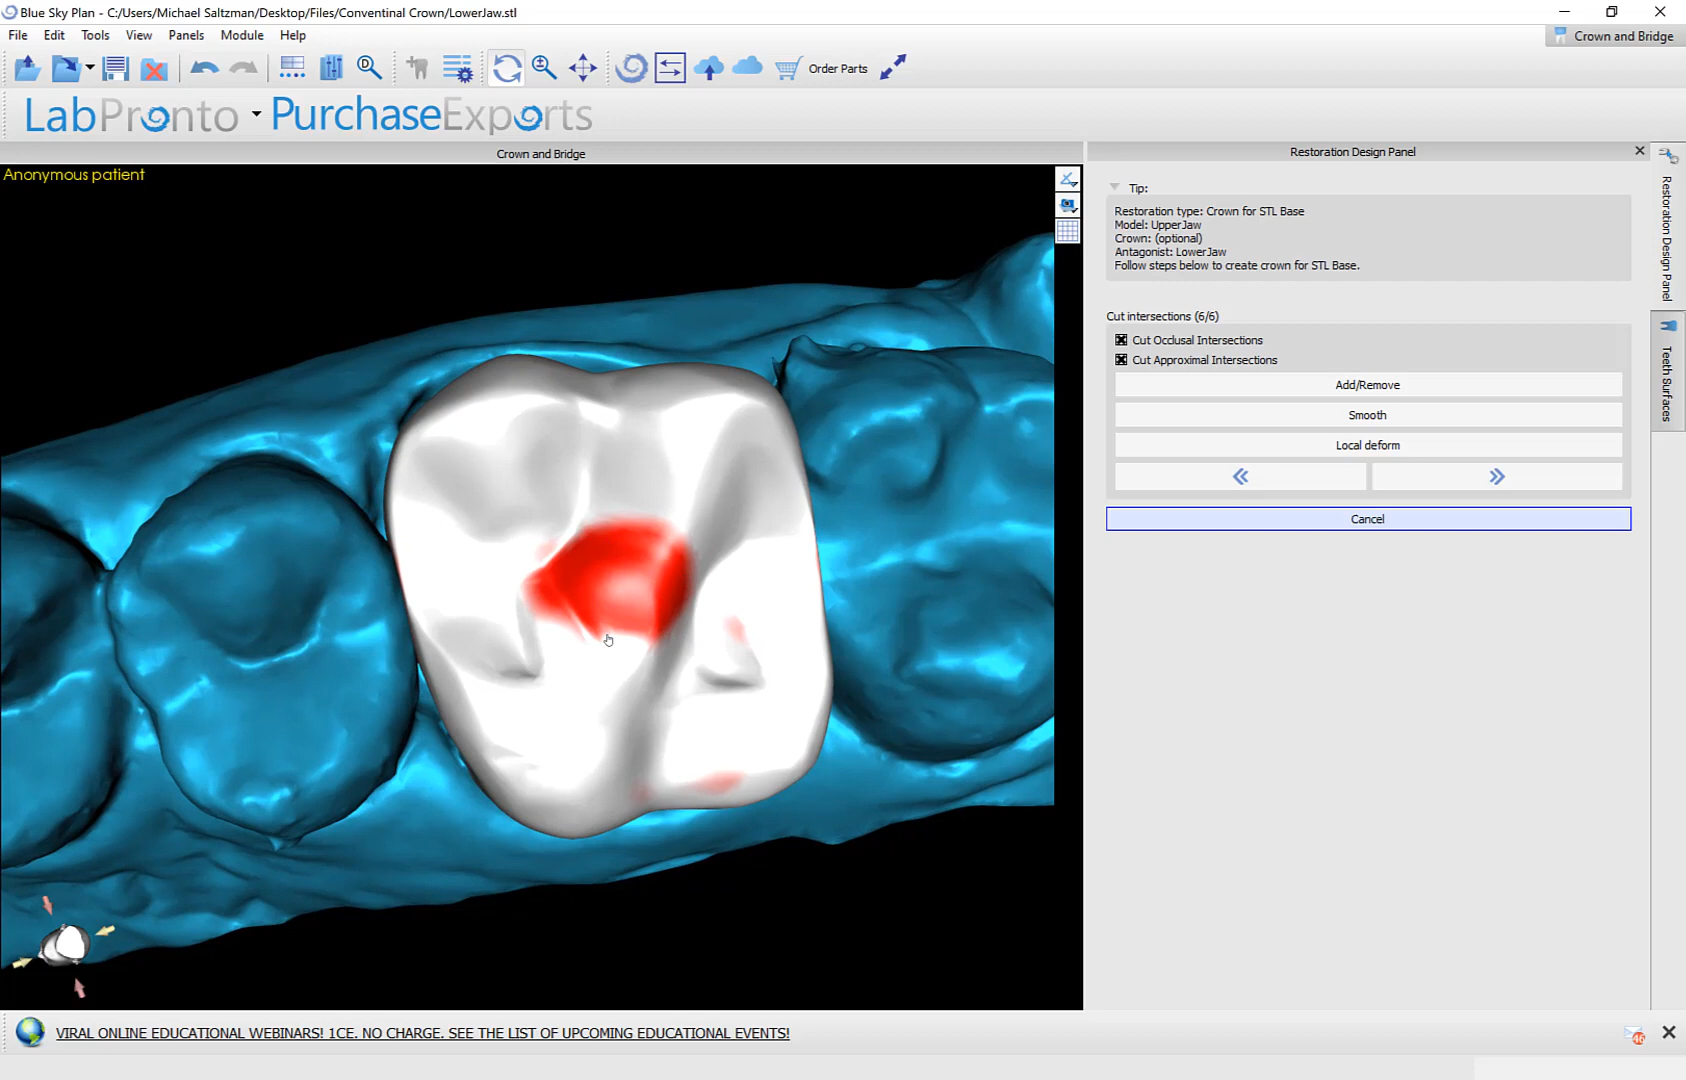 Blue Sky Plan - C:/Users/Michael Saltzman/Desktop/Files/Conventinal Crown/LowerJaw.stl
File Edit Tools View Panels Module Help
Crown and Bridge
D
Order Parts
LabPronto PurchaseExports
Crown and Bridge
Restoration Design Panel
Anonymous patient
Tip:
Restoration type: Crown for STL Base
Model: UpperJaw
Crown: (optional)
Antagonist: LowerJaw
Follow steps below to create crown for STL Base.
Cut intersections (6/6)
Cut Occlusal Intersections
Cut Approximal Intersections
Add/Remove
Smooth
Local deform
Cancel
Restoration Design Panel
Teeth Surfaces
VIRAL ONLINE EDUCATIONAL WEBINARS! 1CE. NO CHARGE. SEE THE LIST OF UPCOMING EDUCATIONAL EVENTS!
46